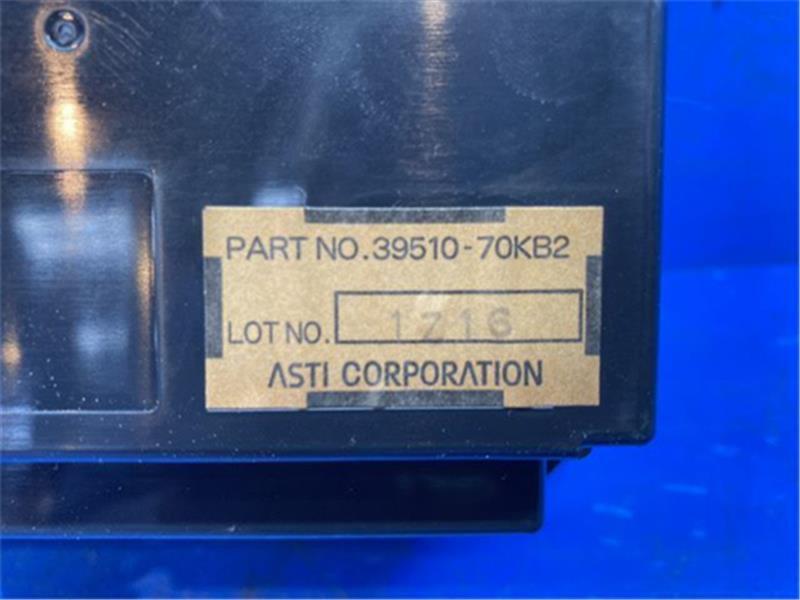 PART NO.39510-70KB2
LOT NO. 1716
ASTI CORPORATION